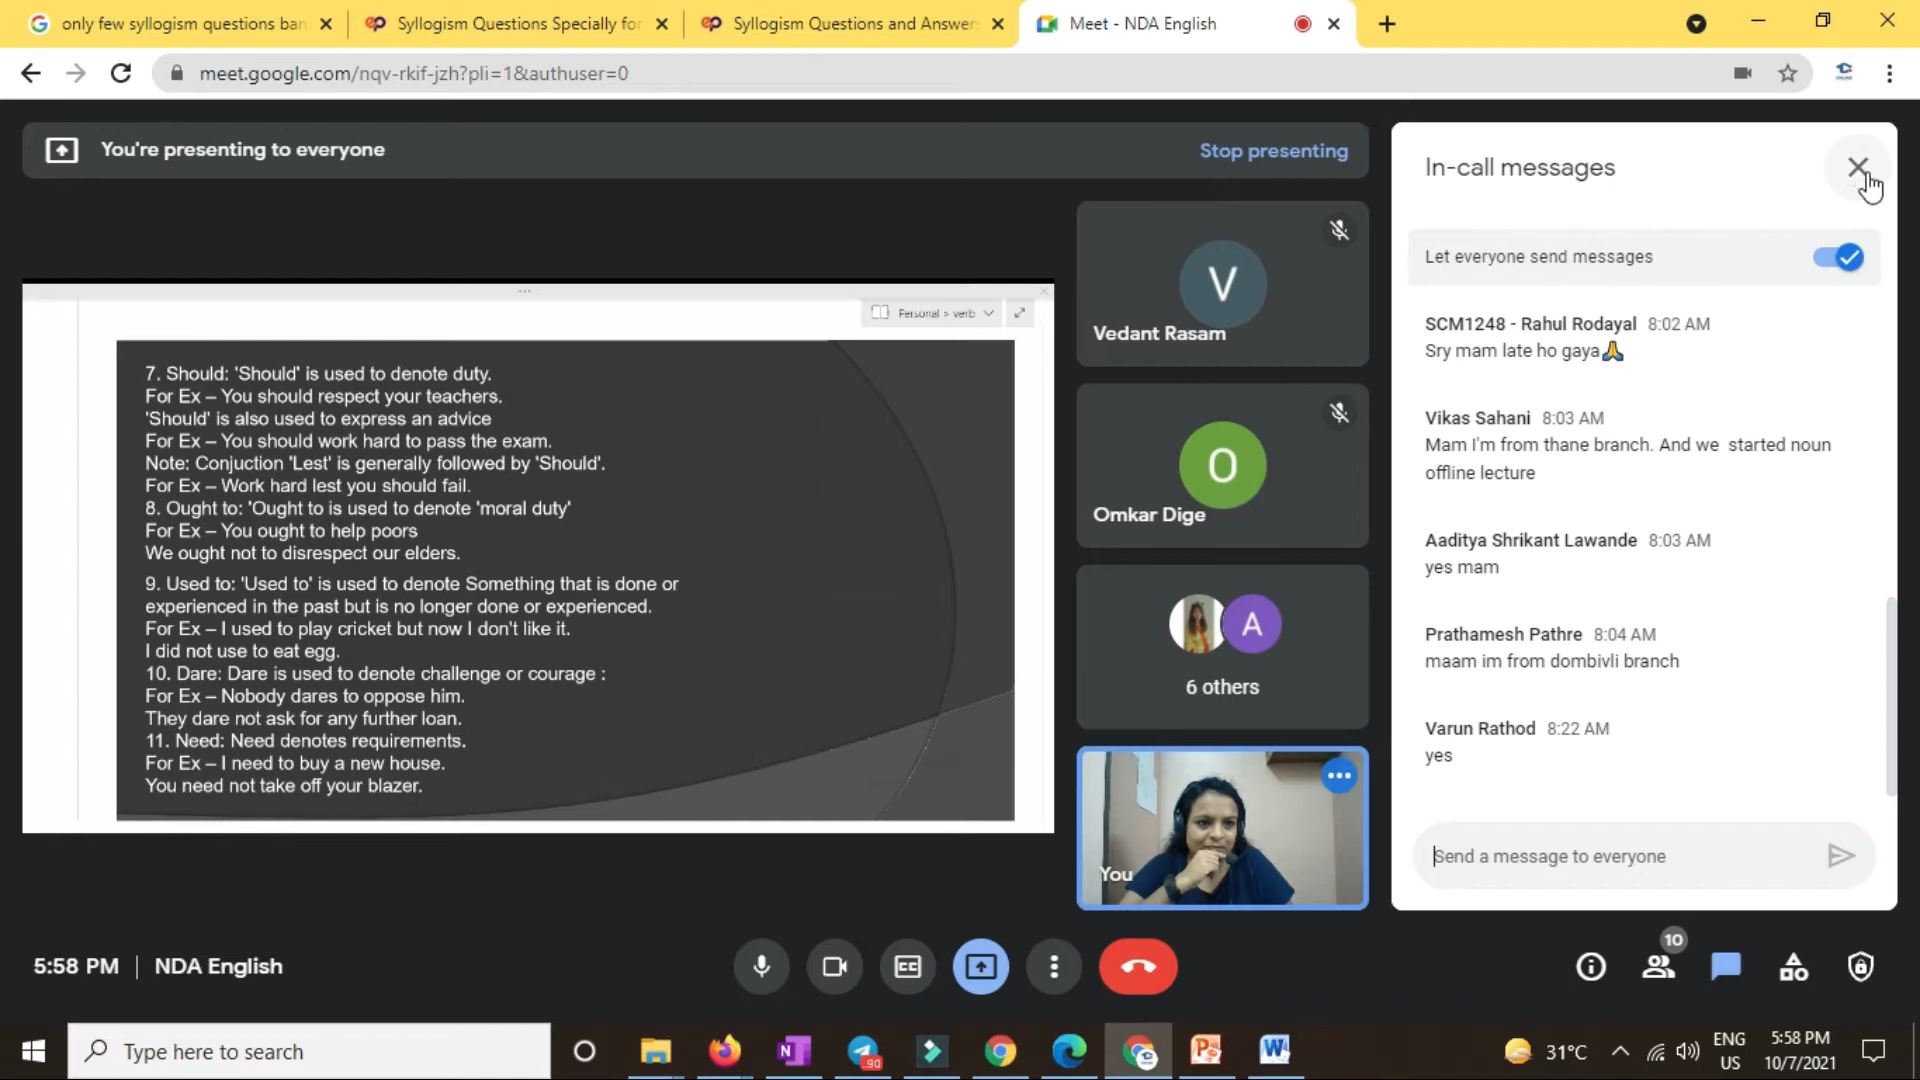 only few syllogism questions ban
Syllogism Questions Specially for
Syllogism Questions and Answers
Meet - NDA English
meet.google.com/nqv-rkif-jzh?pli=1&authuser=0
You're presenting to everyone
Stop presenting
Personal > verb
7. Should: 'Should' is used to denote duty.
For Ex – You should respect your teachers.
'Should' is also used to express an advice
For Ex – You should work hard to pass the exam.
Note: Conjuction 'Lest' is generally followed by 'Should'.
For Ex – Work hard lest you should fail.
8. Ought to: 'Ought to is used to denote 'moral duty'
For Ex – You ought to help poors
We ought not to disrespect our elders.
9. Used to: 'Used to' is used to denote Something that is done or
experienced in the past but is no longer done or experienced.
For Ex – I used to play cricket but now I don't like it.
I did not use to eat egg.
10. Dare: Dare is used to denote challenge or courage :
For Ex – Nobody dares to oppose him.
They dare not ask for any further loan.
11. Need: Need denotes requirements.
For Ex – I need to buy a new house.
You need not take off your blazer.
V
Vedant Rasam
O
Omkar Dige
A
6 others
You
In-call messages
Let everyone send messages
SCM1248 - Rahul Rodayal 8:02 AM
Sry mam late ho gaya🙏
Vikas Sahani 8:03 AM
Mam I'm from thane branch. And we started noun
offline lecture
Aaditya Shrikant Lawande 8:03 AM
yes mam
Prathamesh Pathre 8:04 AM
maam im from dombivli branch
Varun Rathod 8:22 AM
yes
Send a message to everyone
5:58 PM | NDA English
CC
10
Type here to search
90
31°C
ENG
US
5:58 PM
10/7/2021